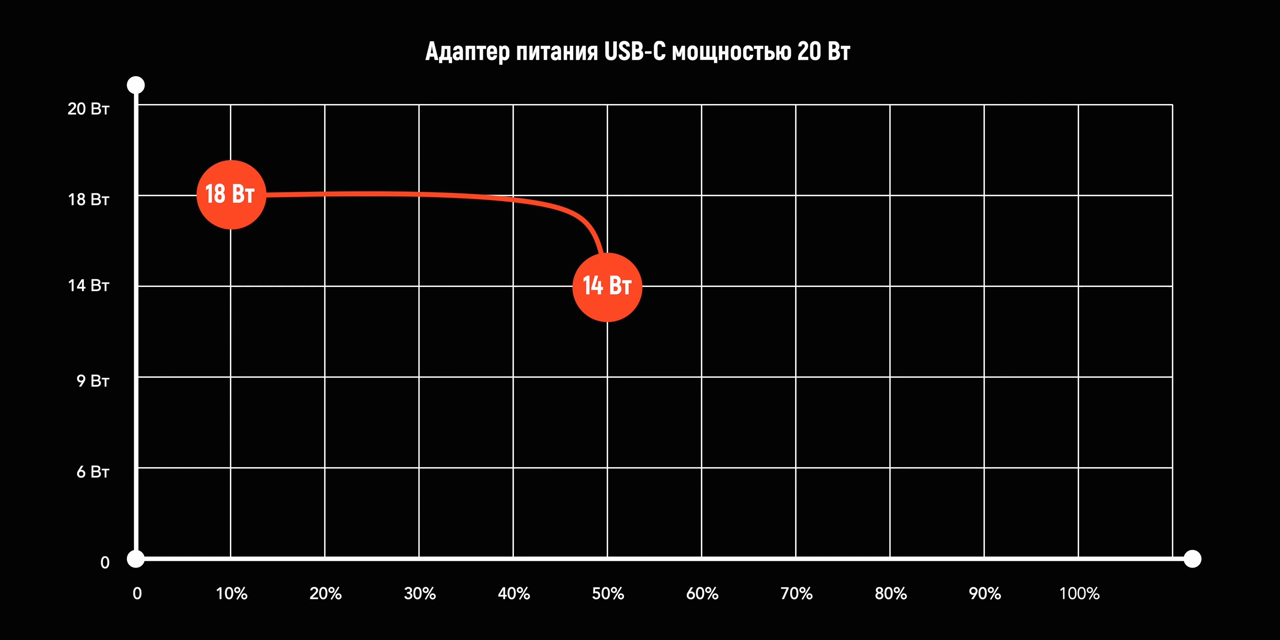 Адаптер питания USB-C мощностью 20 Вт
20 Вт
18 Вт
18 Вт
14 Вт
14 Вт
9 Вт
6 Вт
0
0 10% 20% 30% 40% 50% 60% 70% 80% 90% 100%